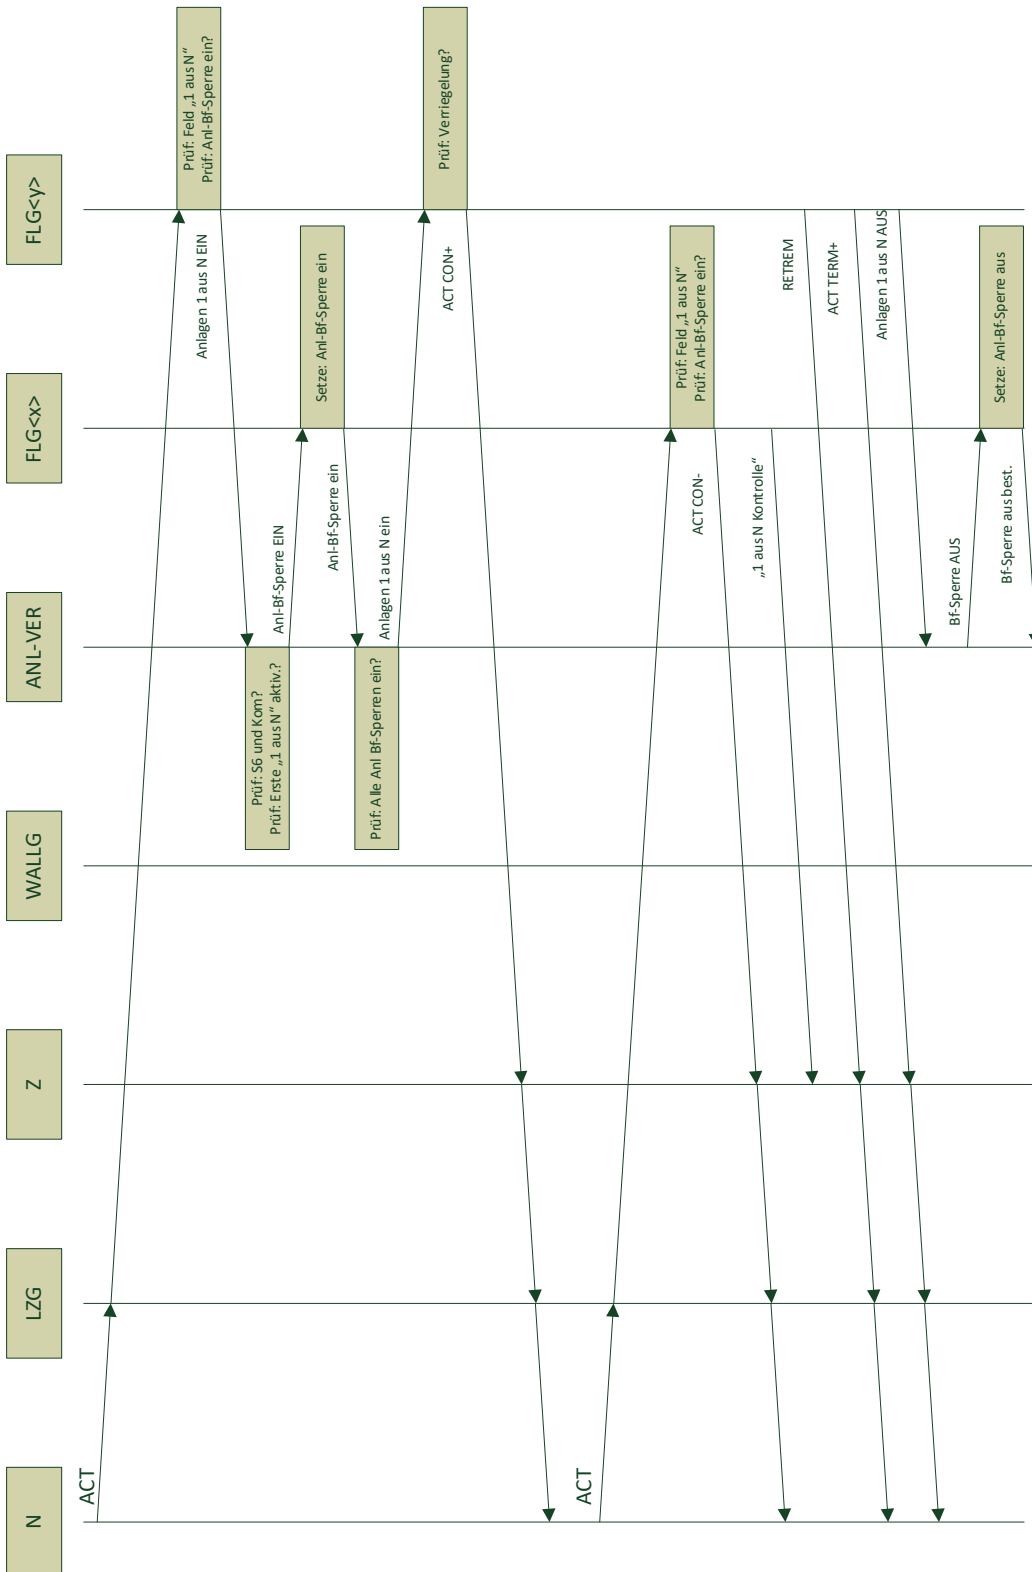 N
LZG
Z
WALLG
ANL-VER
FLG<x>
FLG<y>
ACT
Prüf: Feld „1 aus N“
Prüf: Anl-Bf-Sperre ein?
Anlagen 1 aus N EIN
Prüf: S6 und Kom?
Prüf: Erste „1 aus N“ aktiv.?
Anl-Bf-Sperre EIN
Setze: Anl-Bf-Sperre ein
Anl-Bf-Sperre ein
Prüf: Alle Anl Bf-Sperren ein?
Anlagen 1 aus N ein
Prüf: Verriegelung?
ACT CON+
ACT
Prüf: Feld „1 aus N“
Prüf: Anl-Bf-Sperre ein?
ACT CON-
„1 aus N Kontrolle“
RETREM
ACT TERM+
Anlagen 1 aus N AUS
Bf-Sperre AUS
Setze: Anl-Bf-Sperre aus
Bf-Sperre aus best.